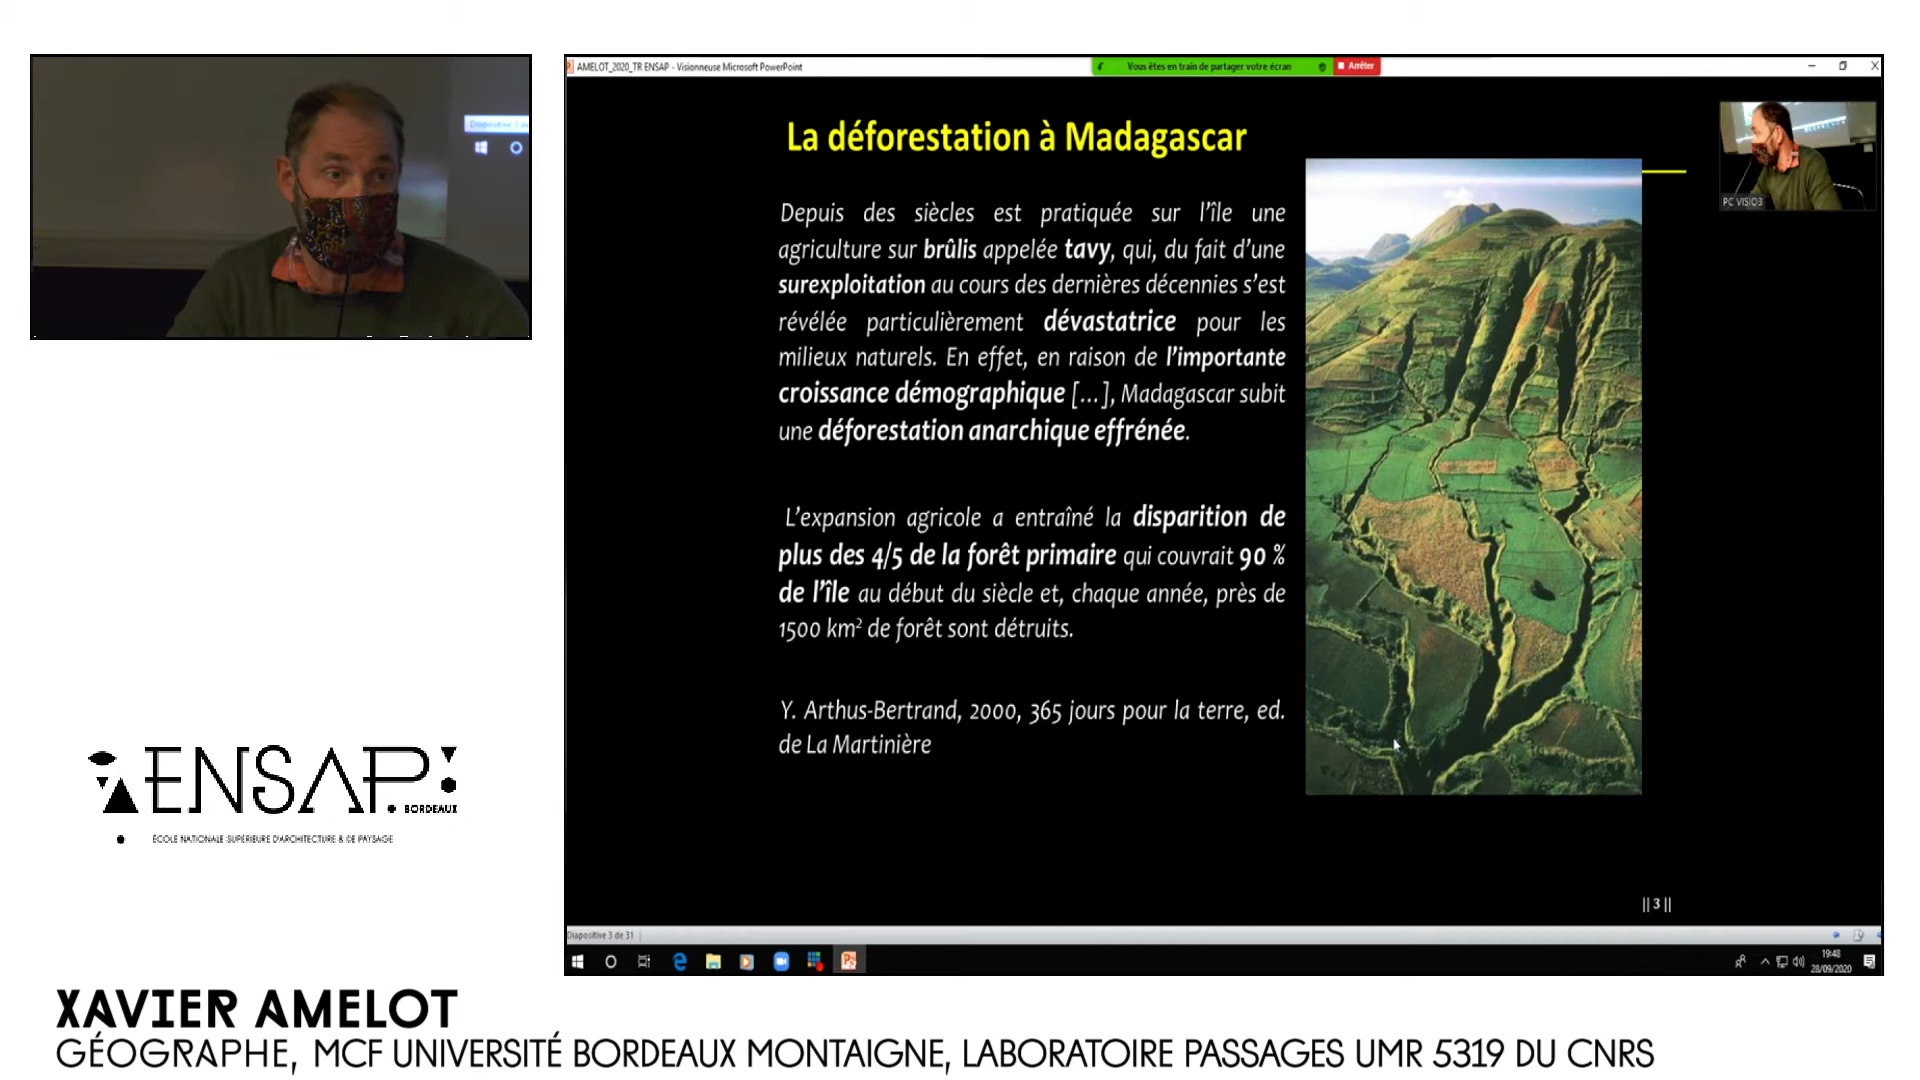 AMELOT_2020_TR ENSAP - Visionneuse Microsoft PowerPoint
Vous êtes en train de partager votre écran
Arrêter
La déforestation à Madagascar
PC VISIO3
Depuis des siècles est pratiquée sur l’île une
agriculture sur brûlis appelée tavy, qui, du fait d’une
surexploitation au cours des dernières décennies s’est
révélée particulièrement dévastatrice pour les
milieux naturels. En effet, en raison de l’importante
croissance démographique [...], Madagascar subit
une déforestation anarchique effrénée.
L’expansion agricole a entraîné la disparition de
plus des 4/5 de la forêt primaire qui couvrait 90 %
de l’île au début du siècle et, chaque année, près de
1500 km² de forêt sont détruits.
Y. Arthus-Bertrand, 2000, 365 jours pour la terre, ed.
de La Martinière
|| 3 ||
Diapositive 3 de 31
19:48
28/09/2020
ENSAP
BORDEAUX
ÉCOLE NATIONALE SUPÉRIEURE D'ARCHITECTURE & DE PAYSAGE
XAVIER AMELOT
GÉOGRAPHE, MCF UNIVERSITÉ BORDEAUX MONTAIGNE, LABORATOIRE PASSAGES UMR 5319 DU CNRS